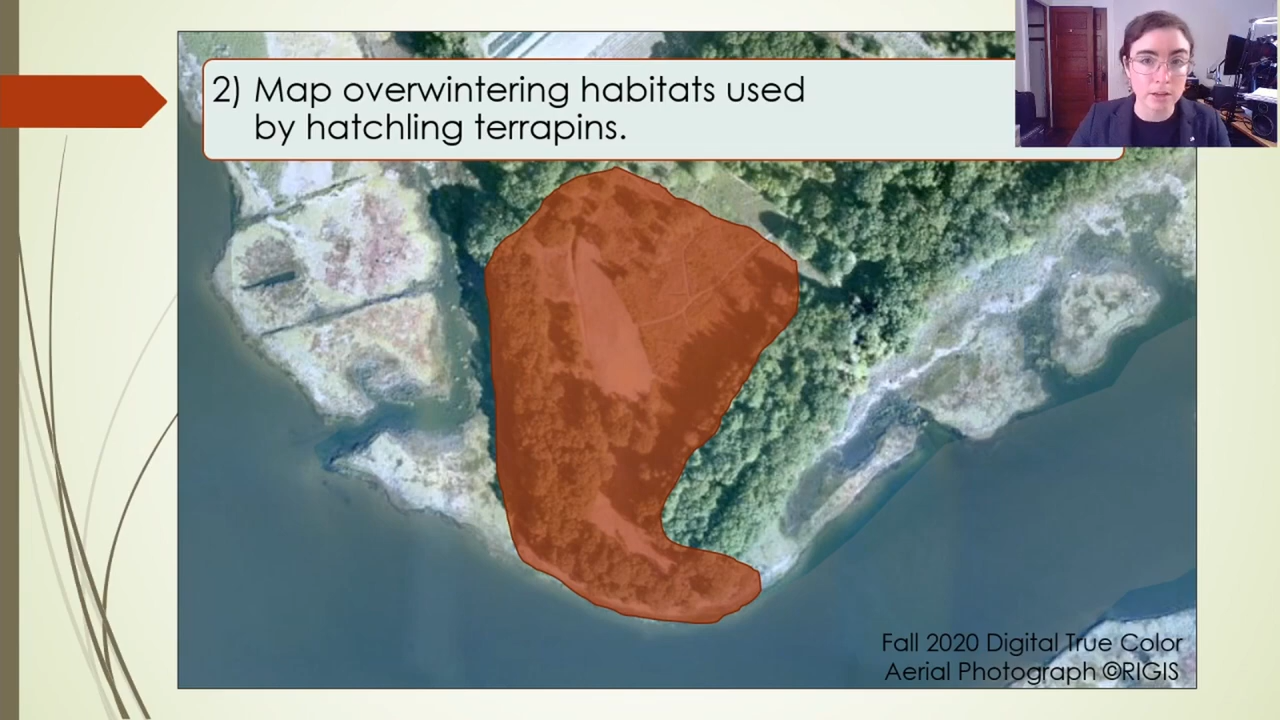 2) Map overwintering habitats used
by hatchling terrapins.
Fall 2020 Digital True Color
Aerial Photograph ©RIGIS